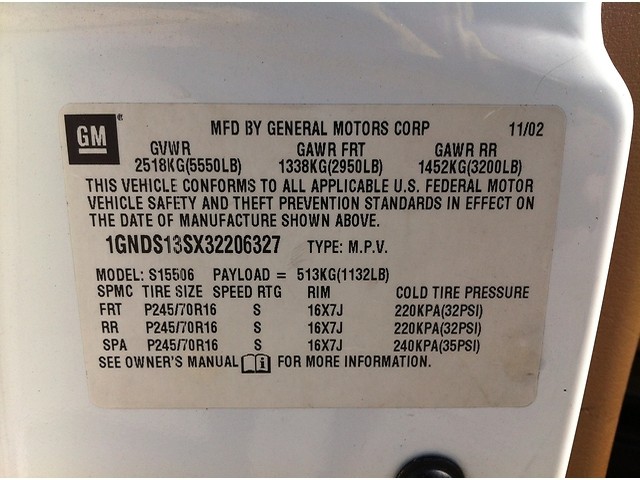 GM® MFD BY GENERAL MOTORS CORP 11/02
GVWR GAWR FRT GAWR RR
2518KG(5550LB) 1338KG(2950LB) 1452KG(3200LB)
THIS VEHICLE CONFORMS TO ALL APPLICABLE U.S. FEDERAL MOTOR
VEHICLE SAFETY AND THEFT PREVENTION STANDARDS IN EFFECT ON
THE DATE OF MANUFACTURE SHOWN ABOVE.
1GNDS13SX32206327 TYPE: M.P.V.
MODEL: S15506 PAYLOAD = 513KG(1132LB)
SPMC TIRE SIZE SPEED RTG RIM COLD TIRE PRESSURE
FRT P245/70R16 S 16X7J 220KPA(32PSI)
RR P245/70R16 S 16X7J 220KPA(32PSI)
SPA P245/70R16 S 16X7J 240KPA(35PSI)
SEE OWNER'S MANUAL i FOR MORE INFORMATION.